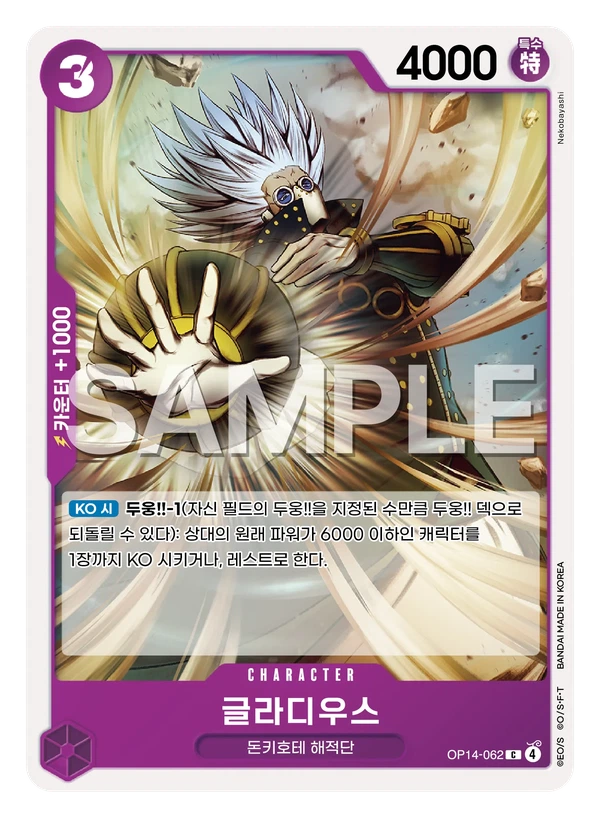 3
4000
특수
特
Nekobayashi
카운터 +1000
SAMPLE
KO 시 두웅!!-1(자신 필드의 두웅!!을 지정된 수만큼 두웅!! 덱으로
되돌릴 수 있다): 상대의 원래 파워가 6000 이하인 캐릭터를
1장까지 KO 시키거나, 레스트로 한다.
CHARACTER
글라디우스
돈키호테 해적단
OP14-062 C 4
©EO/S ©O/S·F·T BANDAI MADE IN KOREA